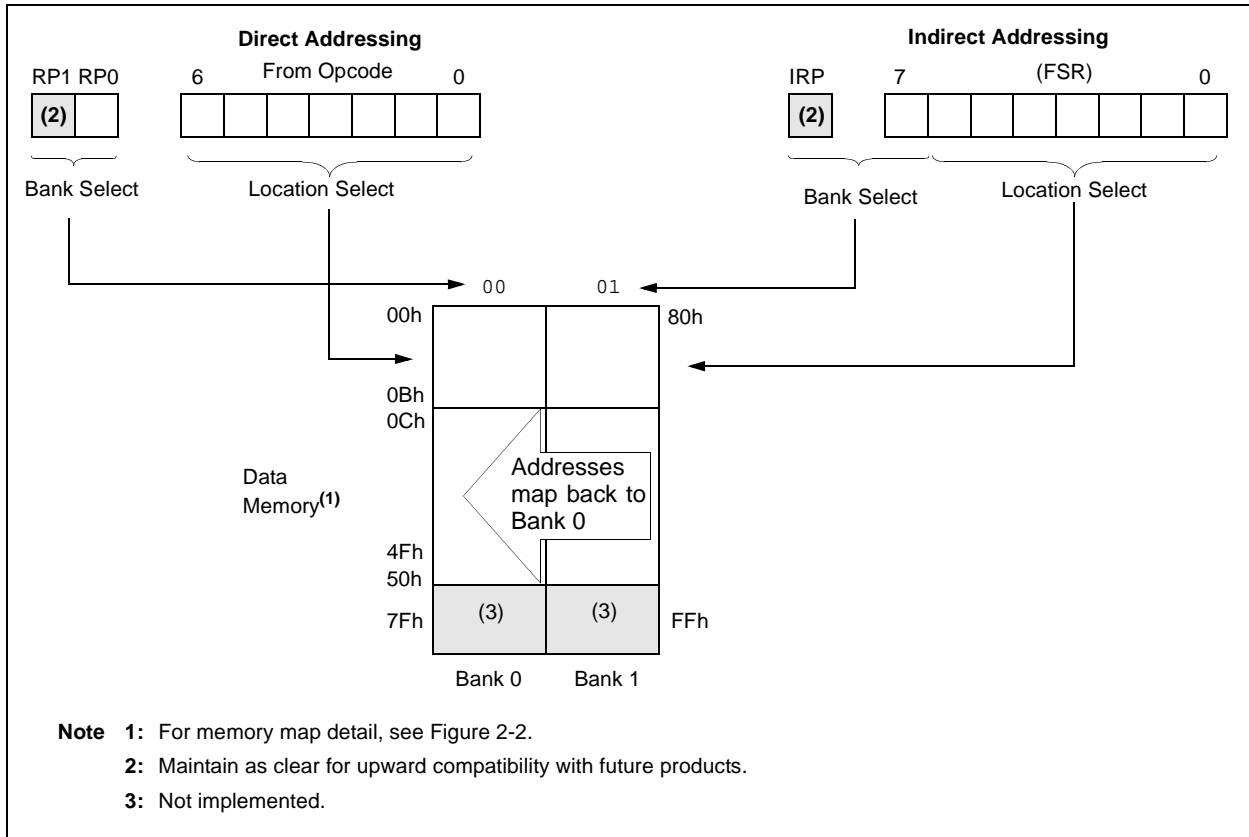 Direct Addressing
RP1 RP0 6 From Opcode 0
(2)
Bank Select Location Select
Indirect Addressing
IRP 7 (FSR) 0
(2)
Bank Select Location Select
00 01
00h 80h
0Bh
0Ch
Data
Memory(1)
Addresses
map back to
Bank 0
4Fh
50h
7Fh (3) (3) FFh
Bank 0 Bank 1
Note 1: For memory map detail, see Figure 2-2.
2: Maintain as clear for upward compatibility with future products.
3: Not implemented.